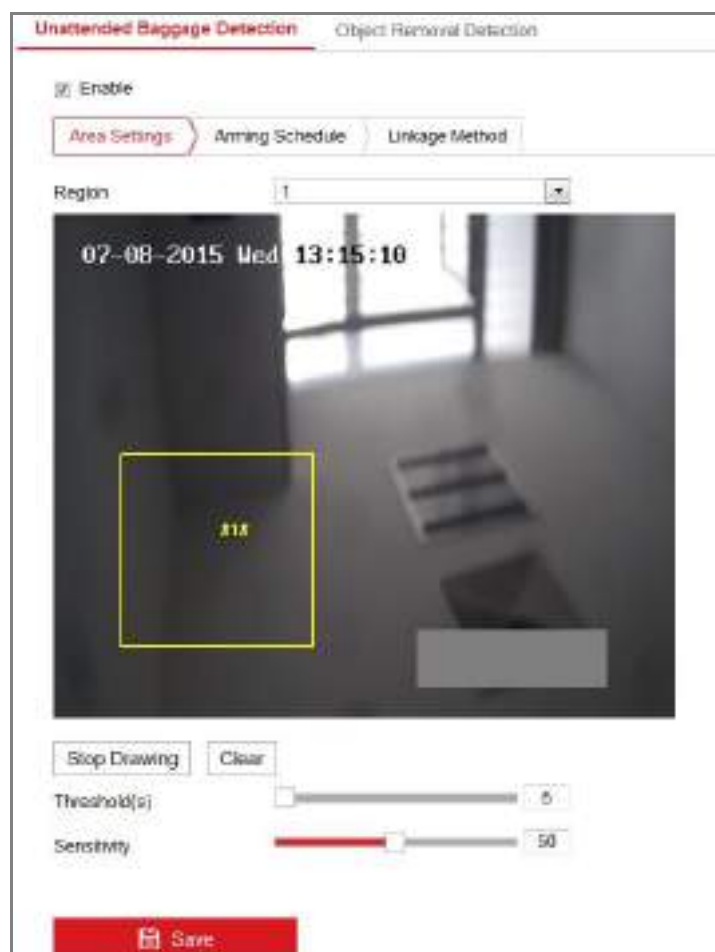 Unattended Baggage Detection Object Removal Detection
Enable
Area Settings Arming Schedule Linkage Method
Region 1
07-08-2015 Wed 13:15:10
#1#
Stop Drawing Clear
Threshold(s) 5
Sensitivity 50
Save